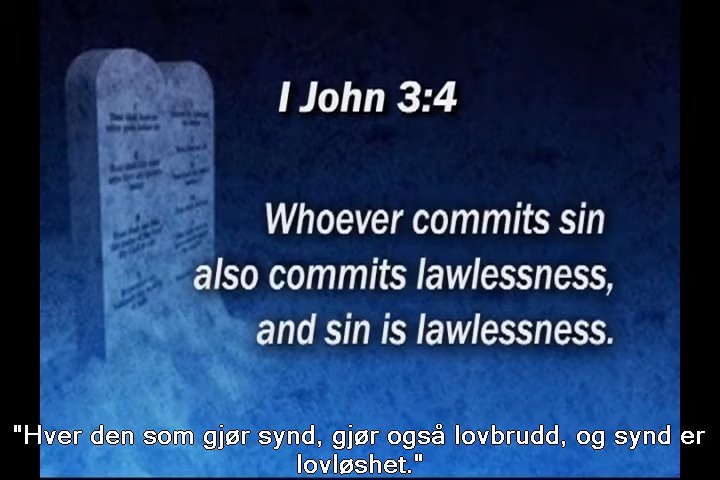 I John 3:4
Whoever commits sin
also commits lawlessness,
and sin is lawlessness.
"Hver den som gjør synd, gjør også lovbrudd, og synd er
lovløshet."